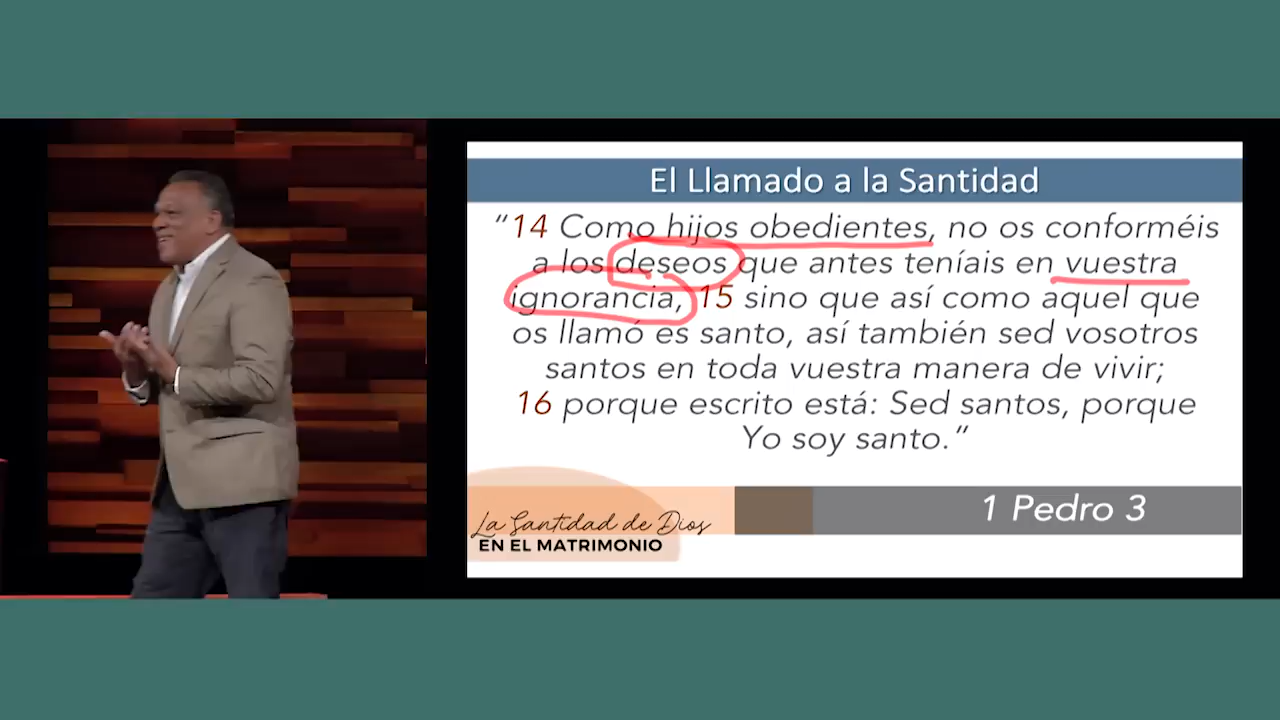 El Llamado a la Santidad
“14 Como hijos obedientes, no os conforméis
a los deseos que antes teníais en vuestra
ignorancia, 15 sino que así como aquel que
os llamó es santo, así también sed vosotros
santos en toda vuestra manera de vivir;
16 porque escrito está: Sed santos, porque
Yo soy santo.”
1 Pedro 3
La Santidad de Dios
EN EL MATRIMONIO